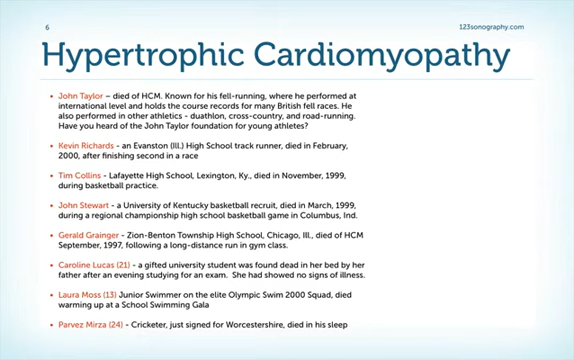 6
123sonography.com
Hypertrophic Cardiomyopathy
• John Taylor – died of HCM. Known for his fell-running, where he performed at
international level and holds the course records for many British fell races. He
also performed in other athletics - duathlon, cross-country, and road-running.
Have you heard of the John Taylor foundation for young athletes?
• Kevin Richards - an Evanston (Ill.) High School track runner, died in February,
2000, after finishing second in a race
• Tim Collins - Lafayette High School, Lexington, Ky., died in November, 1999,
during basketball practice.
• John Stewart - a University of Kentucky basketball recruit, died in March, 1999,
during a regional championship high school basketball game in Columbus, Ind.
• Gerald Grainger - Zion-Benton Township High School, Chicago, Ill., died of HCM
September, 1997, following a long-distance run in gym class.
• Caroline Lucas (21) - a gifted university student was found dead in her bed by her
father after an evening studying for an exam. She had showed no signs of illness.
• Laura Moss (13) Junior Swimmer on the elite Olympic Swim 2000 Squad, died
warming up at a School Swimming Gala
• Parvez Mirza (24) - Cricketer, just signed for Worcestershire, died in his sleep